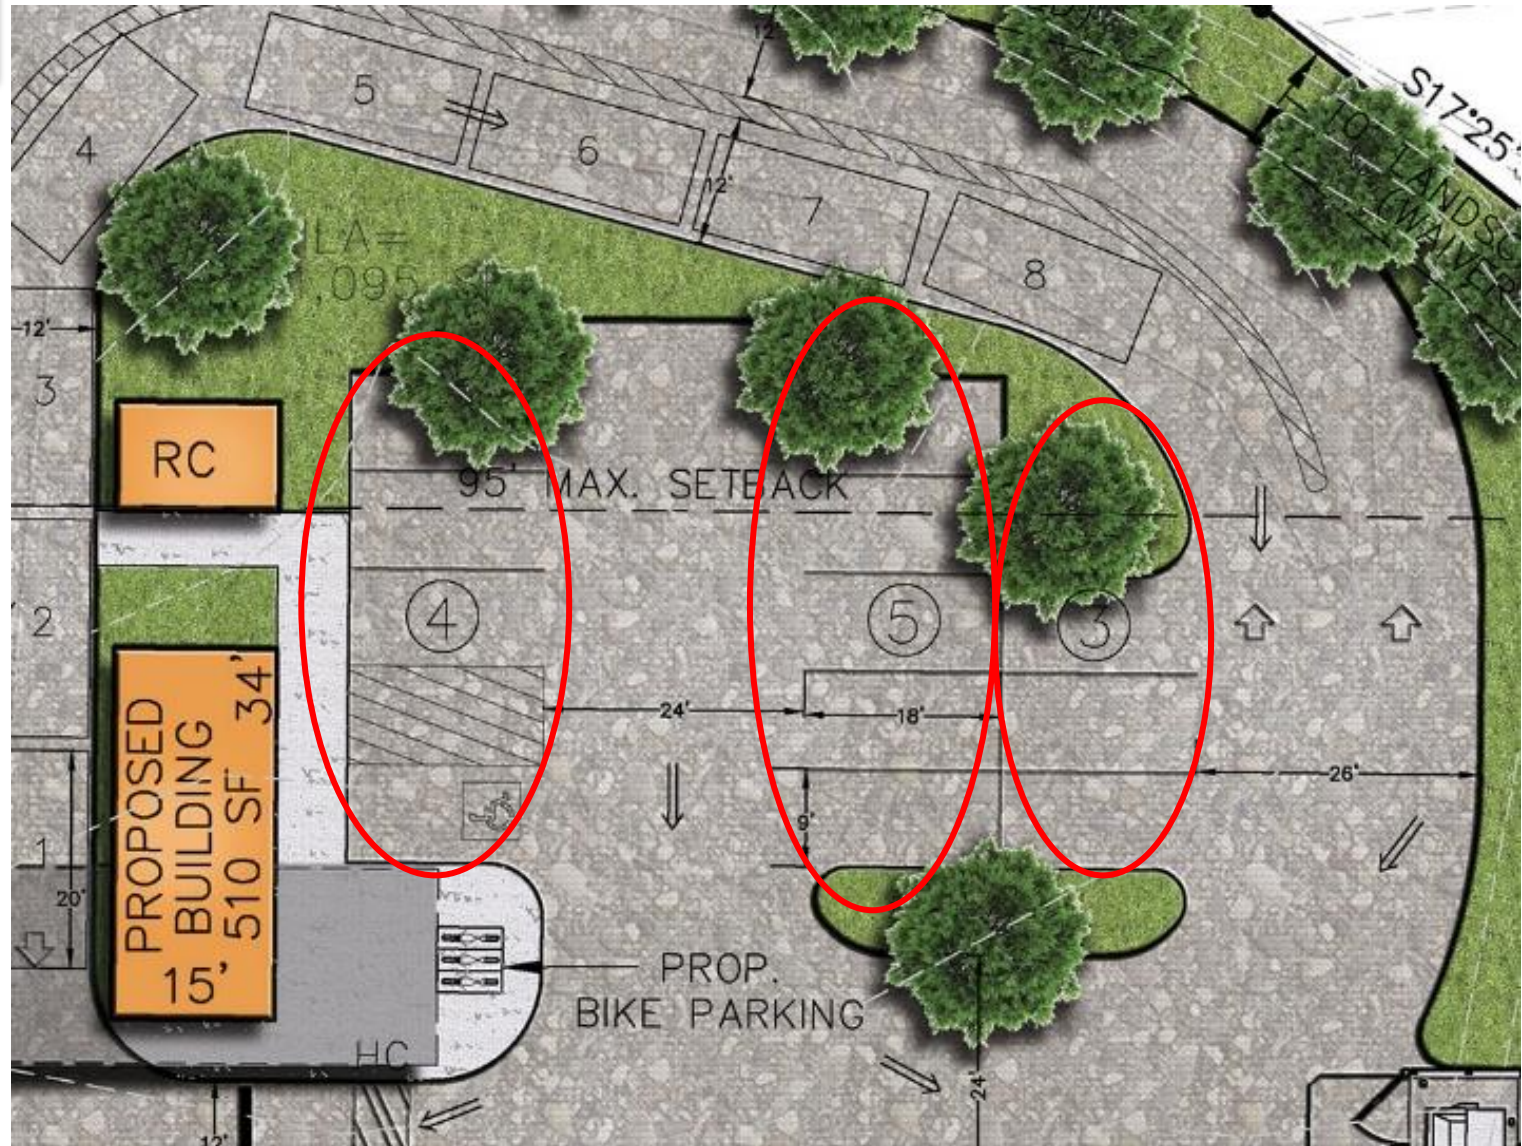 12'
S17°25'
5
4
6
12'
7
LA=
,095
8
10' LANDSC
(WAIVER
12'
3
RC
95' MAX. SETBACK
2
4
5
3
24'
18'
26'
PROPOSED
BUILDING
510 SF
34'
15'
1
20'
9'
PROP.
BIKE PARKING
HC
24'
12'